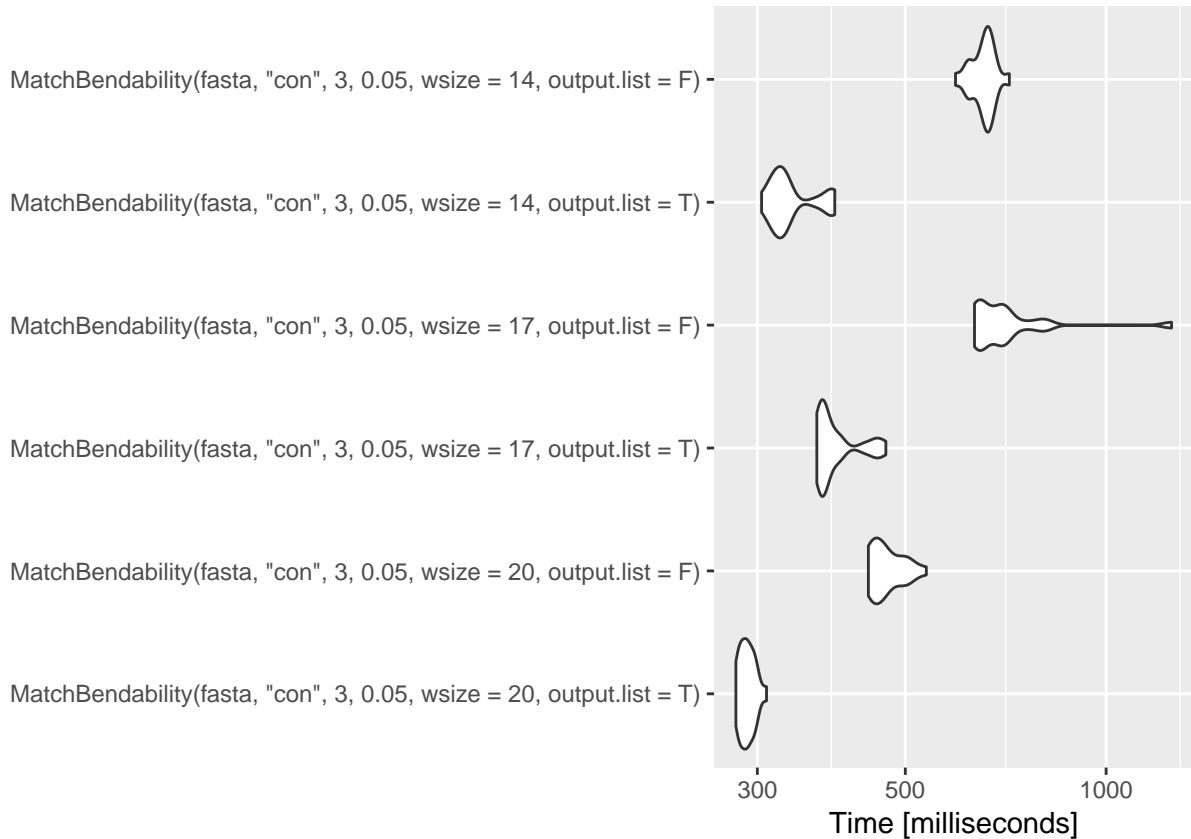 MatchBendability(fasta, "con", 3, 0.05, wsize = 14, output.list = F)
MatchBendability(fasta, "con", 3, 0.05, wsize = 14, output.list = T)
MatchBendability(fasta, "con", 3, 0.05, wsize = 17, output.list = F)
MatchBendability(fasta, "con", 3, 0.05, wsize = 17, output.list = T)
MatchBendability(fasta, "con", 3, 0.05, wsize = 20, output.list = F)
MatchBendability(fasta, "con", 3, 0.05, wsize = 20, output.list = T)
300 500 1000
Time [milliseconds]